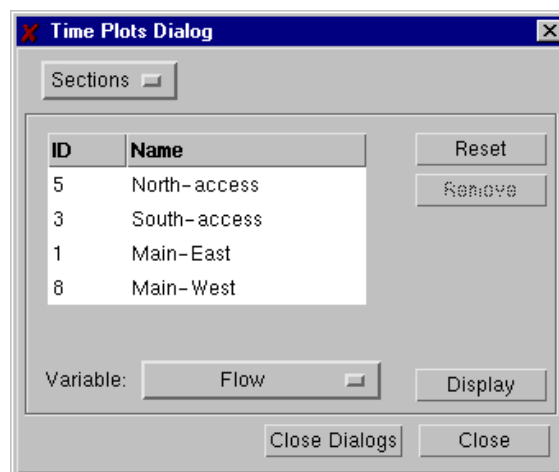 Time Plots Dialog
Sections
ID Name Reset
5 North-access Remove
3 South-access
1 Main-East
8 Main-West
Variable: Flow Display
Close Dialogs Close